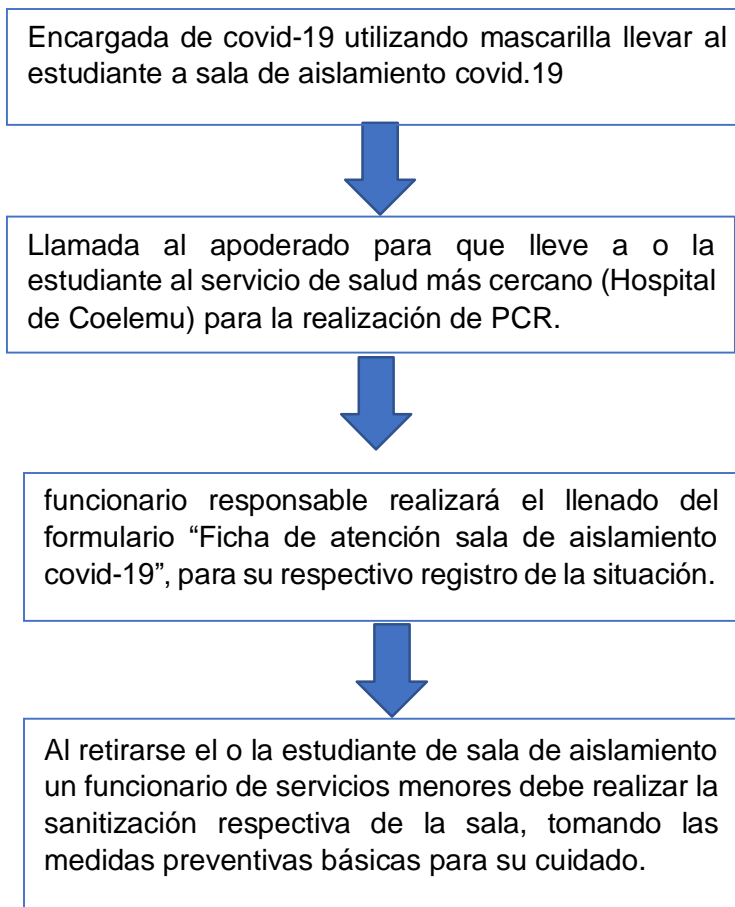 Encargada de covid-19 utilizando mascarilla llevar al
estudiante a sala de aislamiento covid.19
Llamada al apoderado para que lleve a o la
estudiante al servicio de salud más cercano (Hospital
de Coelemu) para la realización de PCR.
funcionario responsable realizará el llenado del
formulario “Ficha de atención sala de aislamiento
covid-19”, para su respectivo registro de la situación.
Al retirarse el o la estudiante de sala de aislamiento
un funcionario de servicios menores debe realizar la
sanitización respectiva de la sala, tomando las
medidas preventivas básicas para su cuidado.